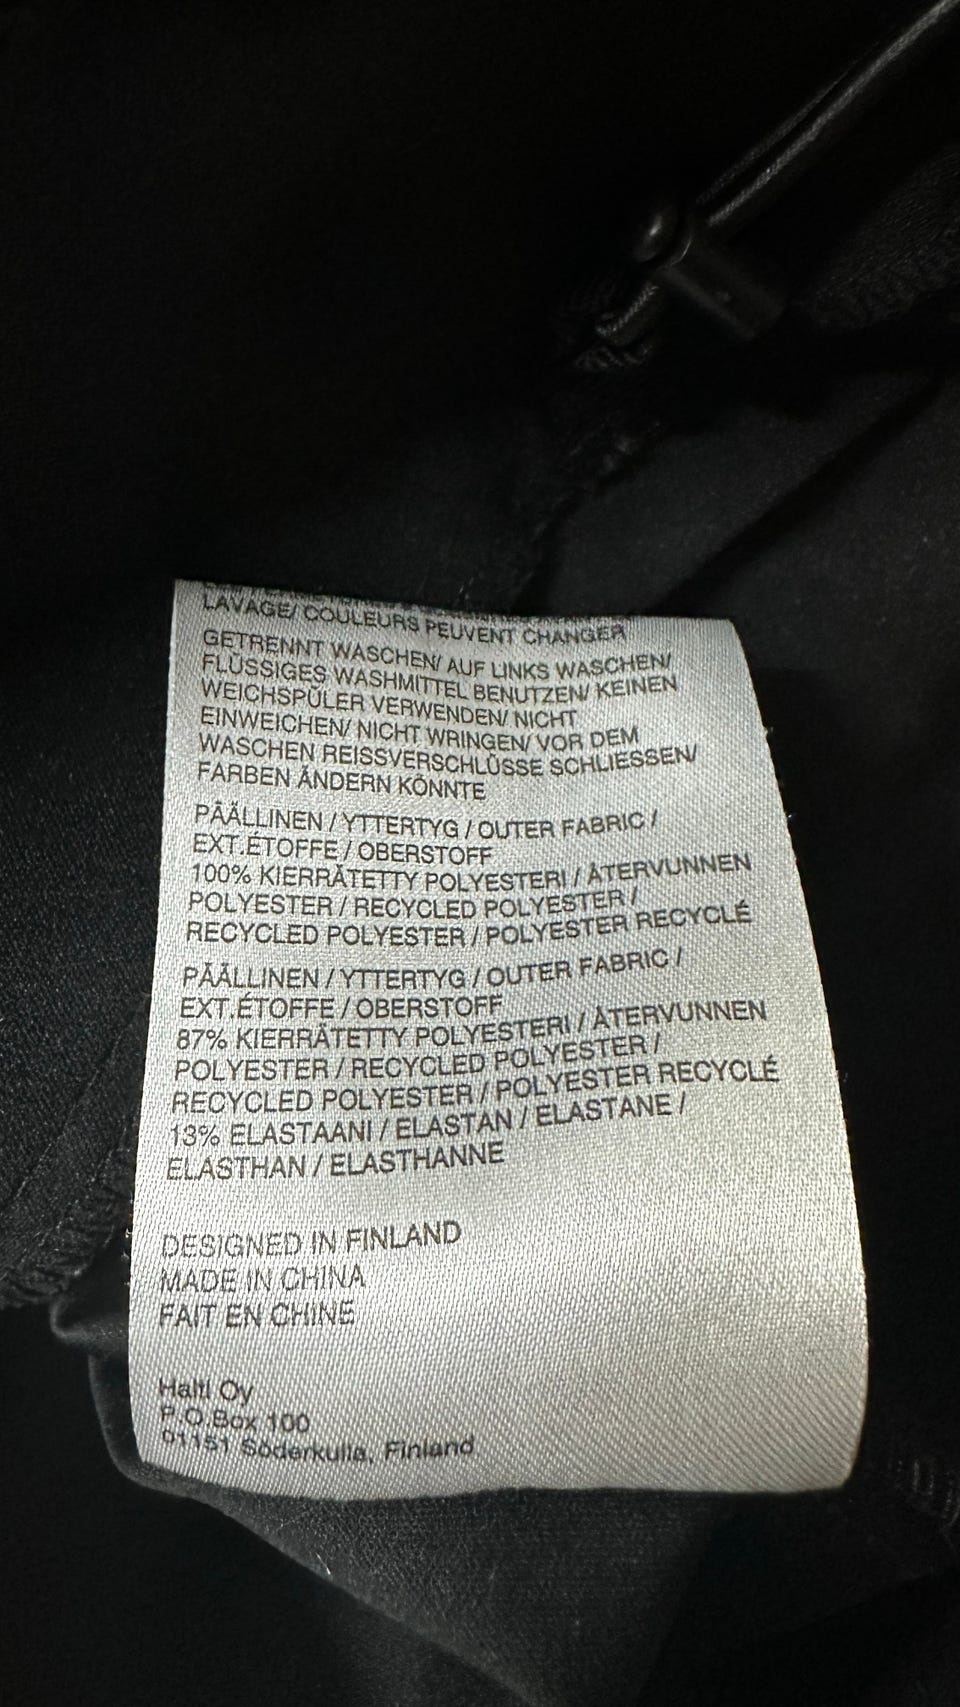 LAVAGE/ COULEURS PEUVENT CHANGER
GETRENNT WASCHEN/ AUF LINKS WASCHEN/
FLÜSSIGES WASHMITTEL BENUTZEN/ KEINEN
WEICHSPÜLER VERWENDEN/ NICHT
EINWEICHEN/ NICHT WRINGEN/ VOR DEM
WASCHEN REISSVERSCHLÜSSE SCHLIESSEN/
FARBEN ÄNDERN KÖNNTE
PÄÄLLINEN / YTTERTYG / OUTER FABRIC /
EXT.ÉTOFFE / OBERSTOFF
100% KIERRÄTETTY POLYESTERI / ÅTERVUNNEN
POLYESTER / RECYCLED POLYESTER /
RECYCLED POLYESTER / POLYESTER RECYCLÉ
PÄÄLLINEN / YTTERTYG / OUTER FABRIC /
EXT.ÉTOFFE / OBERSTOFF
87% KIERRÄTETTY POLYESTERI / ÅTERVUNNEN
POLYESTER / RECYCLED POLYESTER /
RECYCLED POLYESTER / POLYESTER RECYCLÉ
13% ELASTAANI / ELASTAN / ELASTANE /
ELASTHAN / ELASTHANNE
DESIGNED IN FINLAND
MADE IN CHINA
FAIT EN CHINE
Halti Oy
P.O.Box 100
01151 Söderkulla, Finland